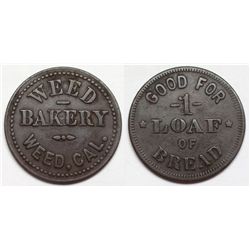 WEED
BAKERY
WEED, CAL.
GOOD FOR
-1-
LOAF
OF
BREAD